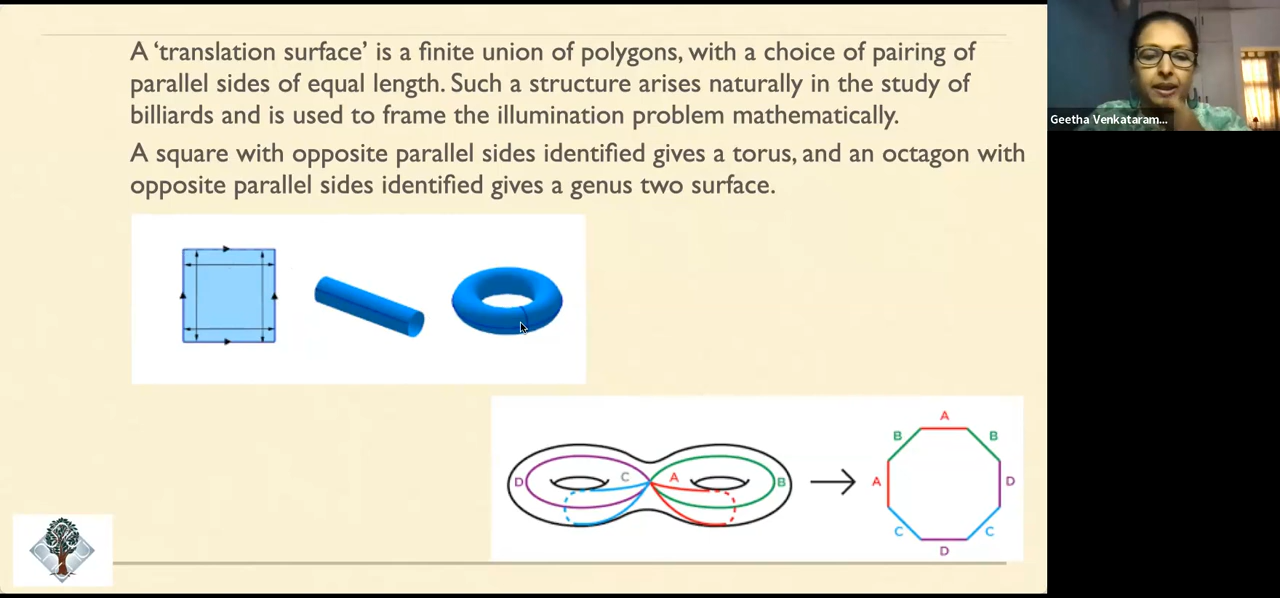 A ‘translation surface’ is a finite union of polygons, with a choice of pairing of
parallel sides of equal length. Such a structure arises naturally in the study of
billiards and is used to frame the illumination problem mathematically.
A square with opposite parallel sides identified gives a torus, and an octagon with
opposite parallel sides identified gives a genus two surface.
Geetha Venkataram...
A
B B
D C A B A D
C C
D